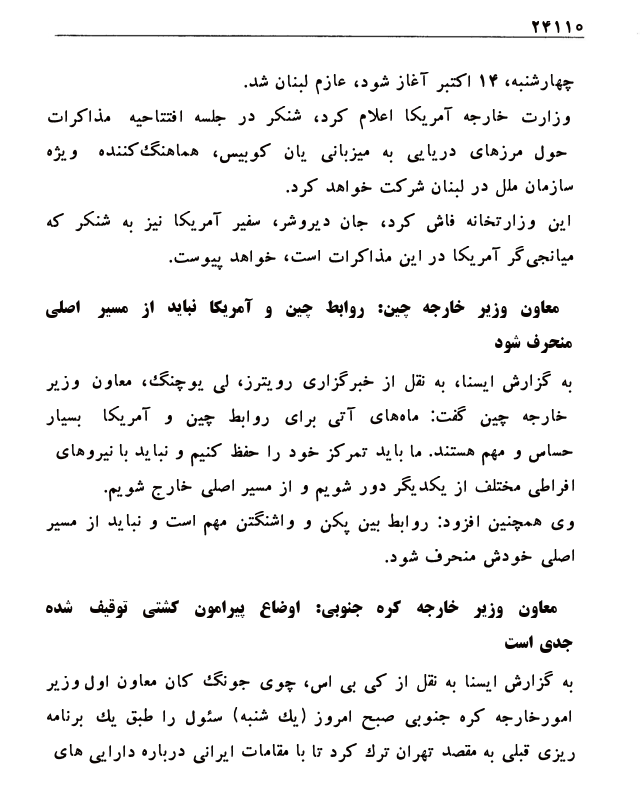 ۲۴۱۱۰
چهارشنبه، ۱۴ اکتبر آغاز شود، عازم لبنان شد.
وزارت خارجه آمریکا اعلام کرد، شنکر در جلسه افتتاحیه مذاکرات
حول مرزهای دریایی به میزبانی یان کوبیس، هماهنگ‌کننده ویژه
سازمان ملل در لبنان شرکت خواهد کرد.
این وزارتخانه فاش کرد، جان دیروشر، سفیر آمریکا نیز به شنکر که
میانجی‌گر آمریکا در این مذاکرات است، خواهد پیوست.
معاون وزیر خارجه چین: روابط چین و آمریکا نباید از مسیر اصلی
منحرف شود
به گزارش ایسنا، به نقل از خبرگزاری رویترز، لی یوچنگ، معاون وزیر
خارجه چین گفت: ماه‌های آتی برای روابط چین و آمریکا بسیار
حساس و مهم هستند. ما باید تمرکز خود را حفظ کنیم و نباید با نیروهای
افراطی مختلف از یکدیگر دور شویم و از مسیر اصلی خارج شویم.
وی همچنین افزود: روابط بین پکن و واشنگتن مهم است و نباید از مسیر
اصلی خودش منحرف شود.
معاون وزیر خارجه کره جنوبی: اوضاع پیرامون کشتی توقیف شده
جدی است
به گزارش ایسنا به نقل از کی بی اس، چوی جونگ کان معاون اول وزیر
امورخارجه کره جنوبی صبح امروز (یک شنبه) سئول را طبق یک برنامه
ریزی قبلی به مقصد تهران ترک کرد تا با مقامات ایرانی درباره دارایی های